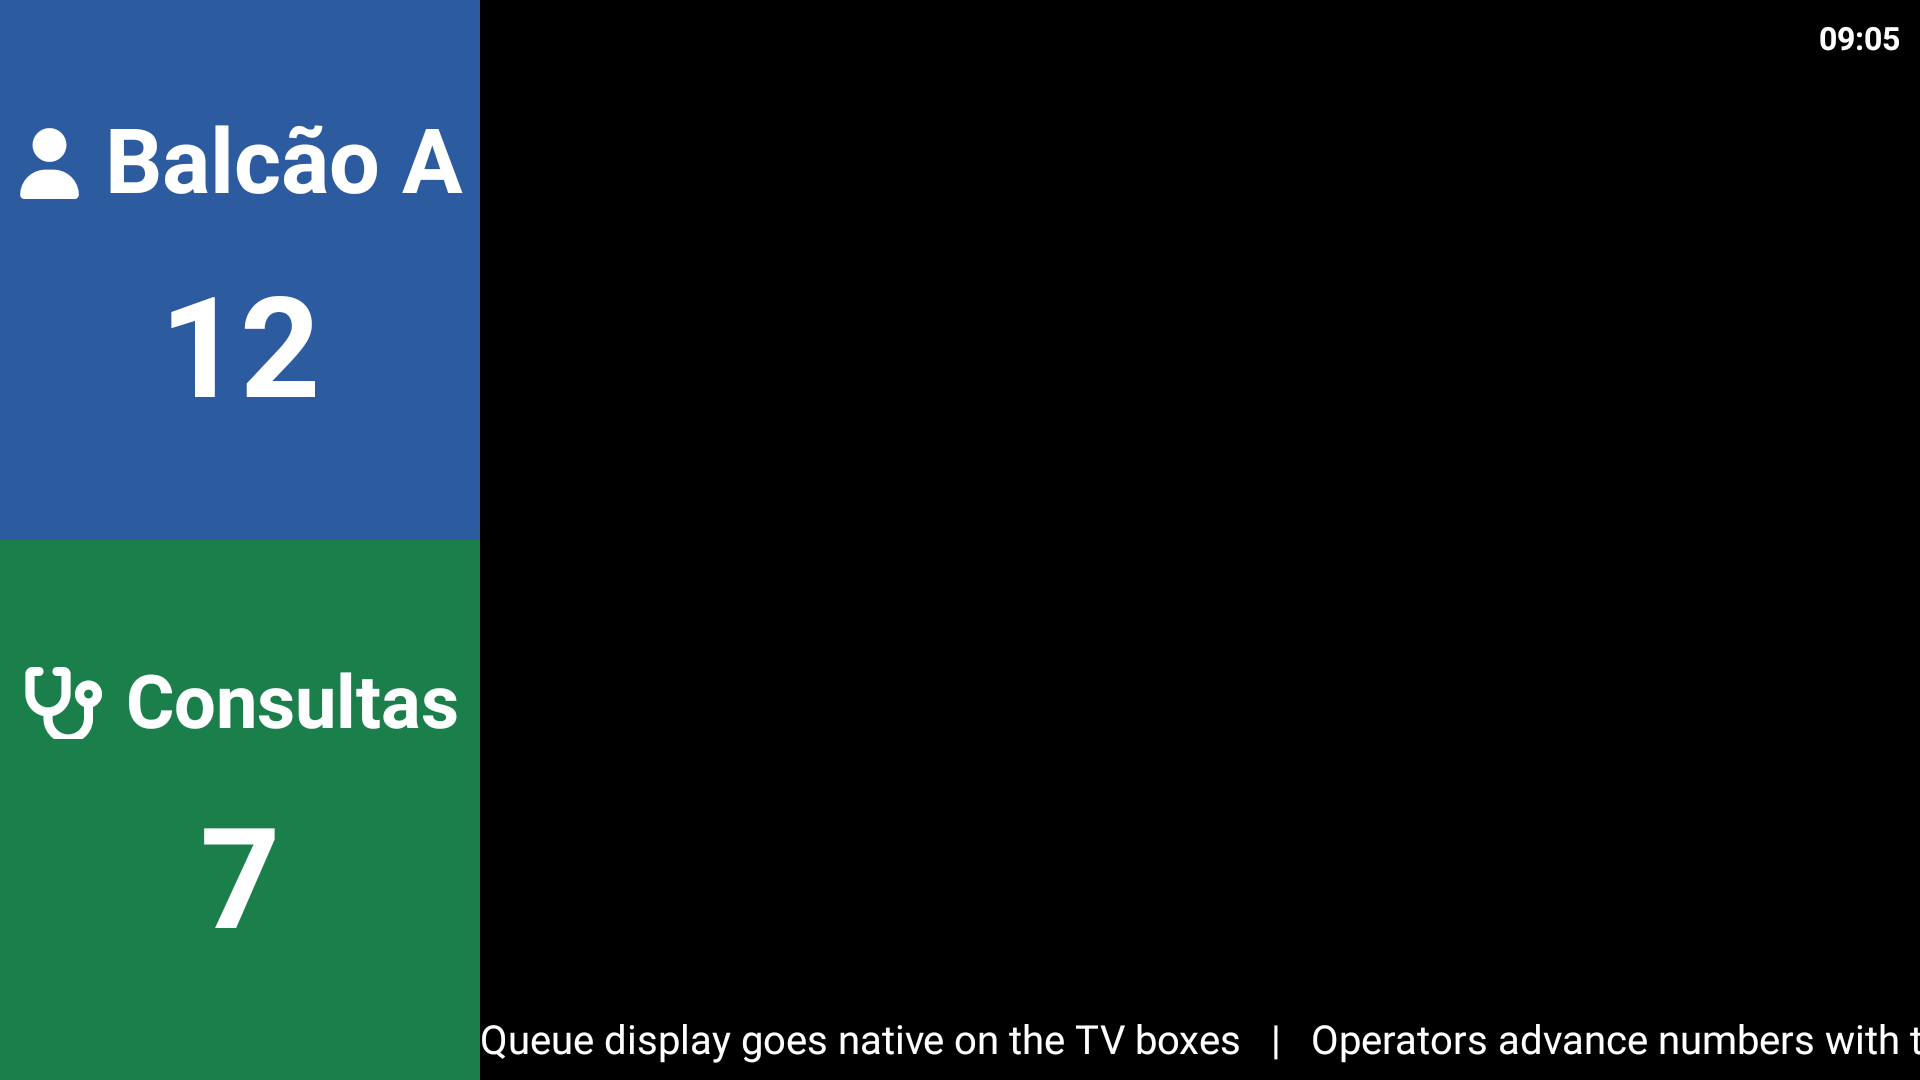 09:05
Balcão A
12
Consultas
7
Queue display goes native on the TV boxes | Operators advance numbers with t